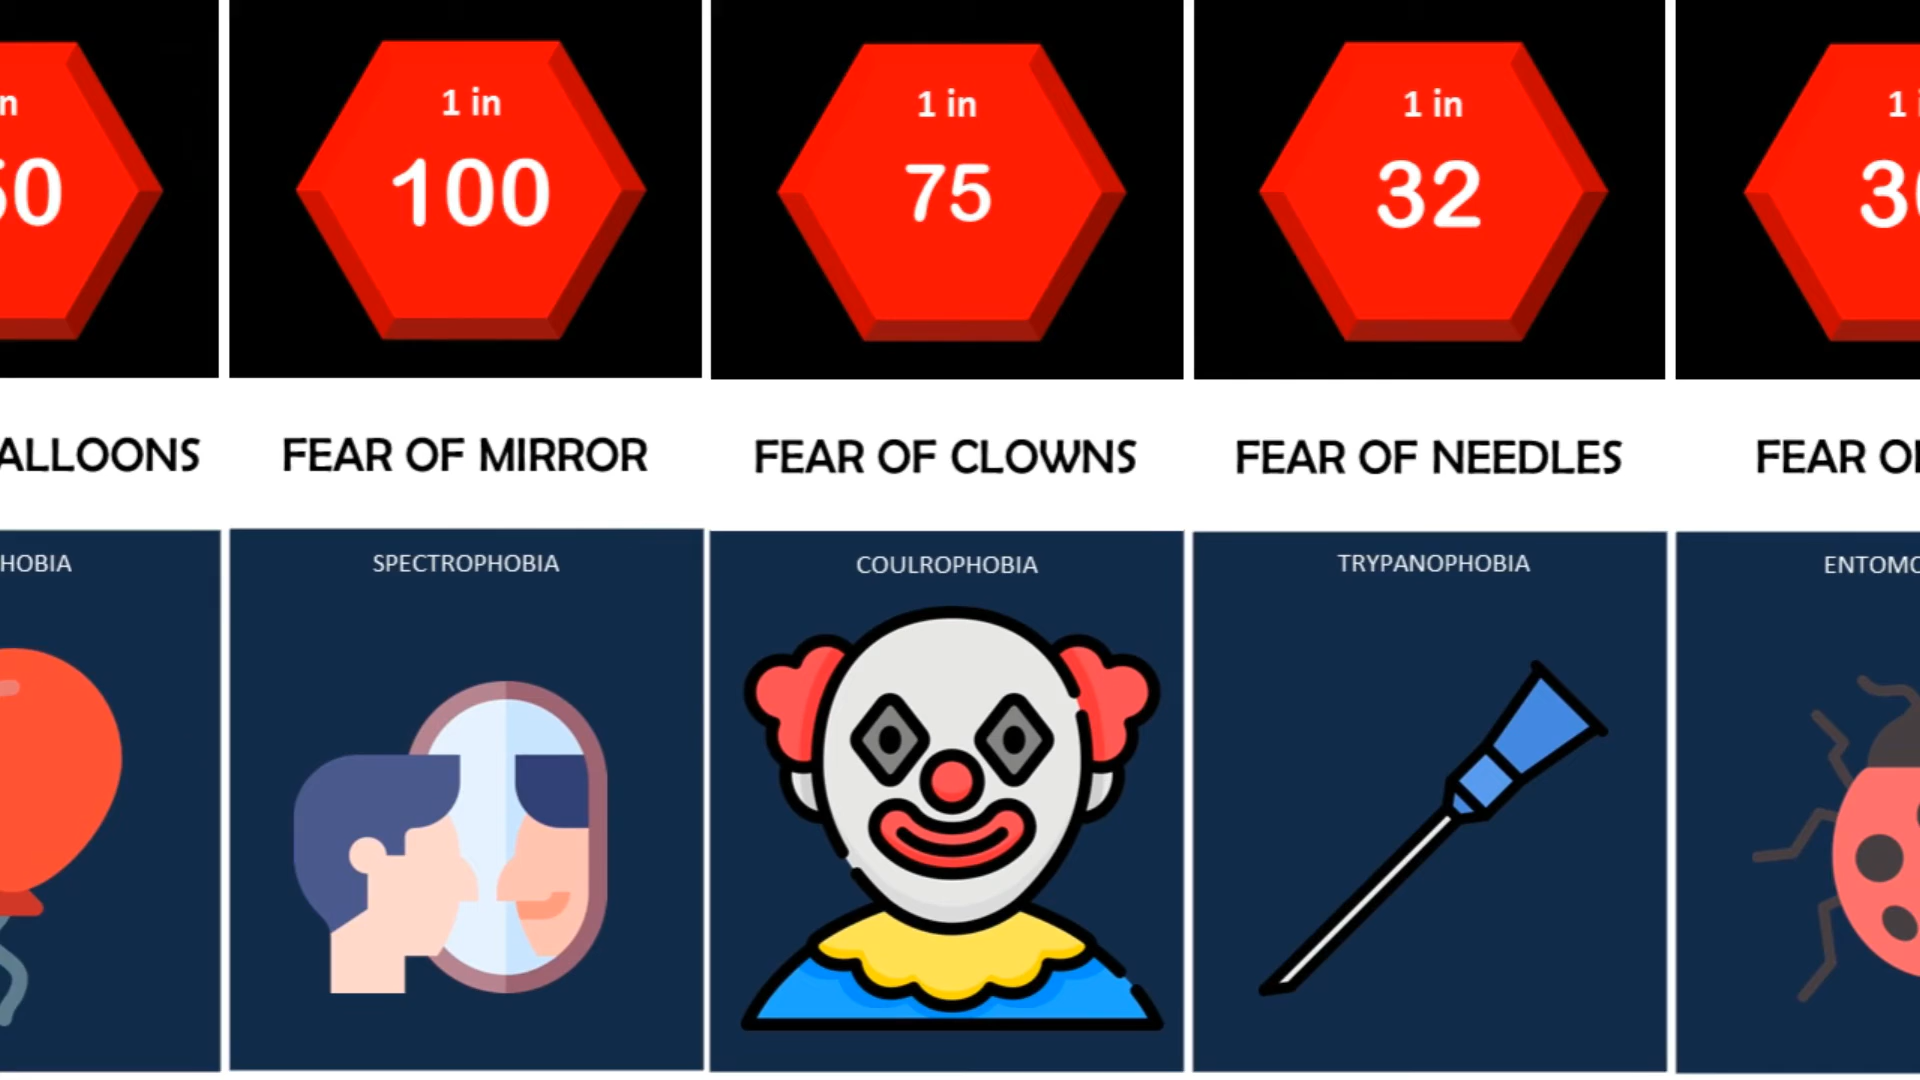 1 in
100
FEAR OF MIRROR
SPECTROPHOBIA
1 in
75
FEAR OF CLOWNS
COULROPHOBIA
1 in
32
FEAR OF NEEDLES
TRYPANOPHOBIA
FEAR